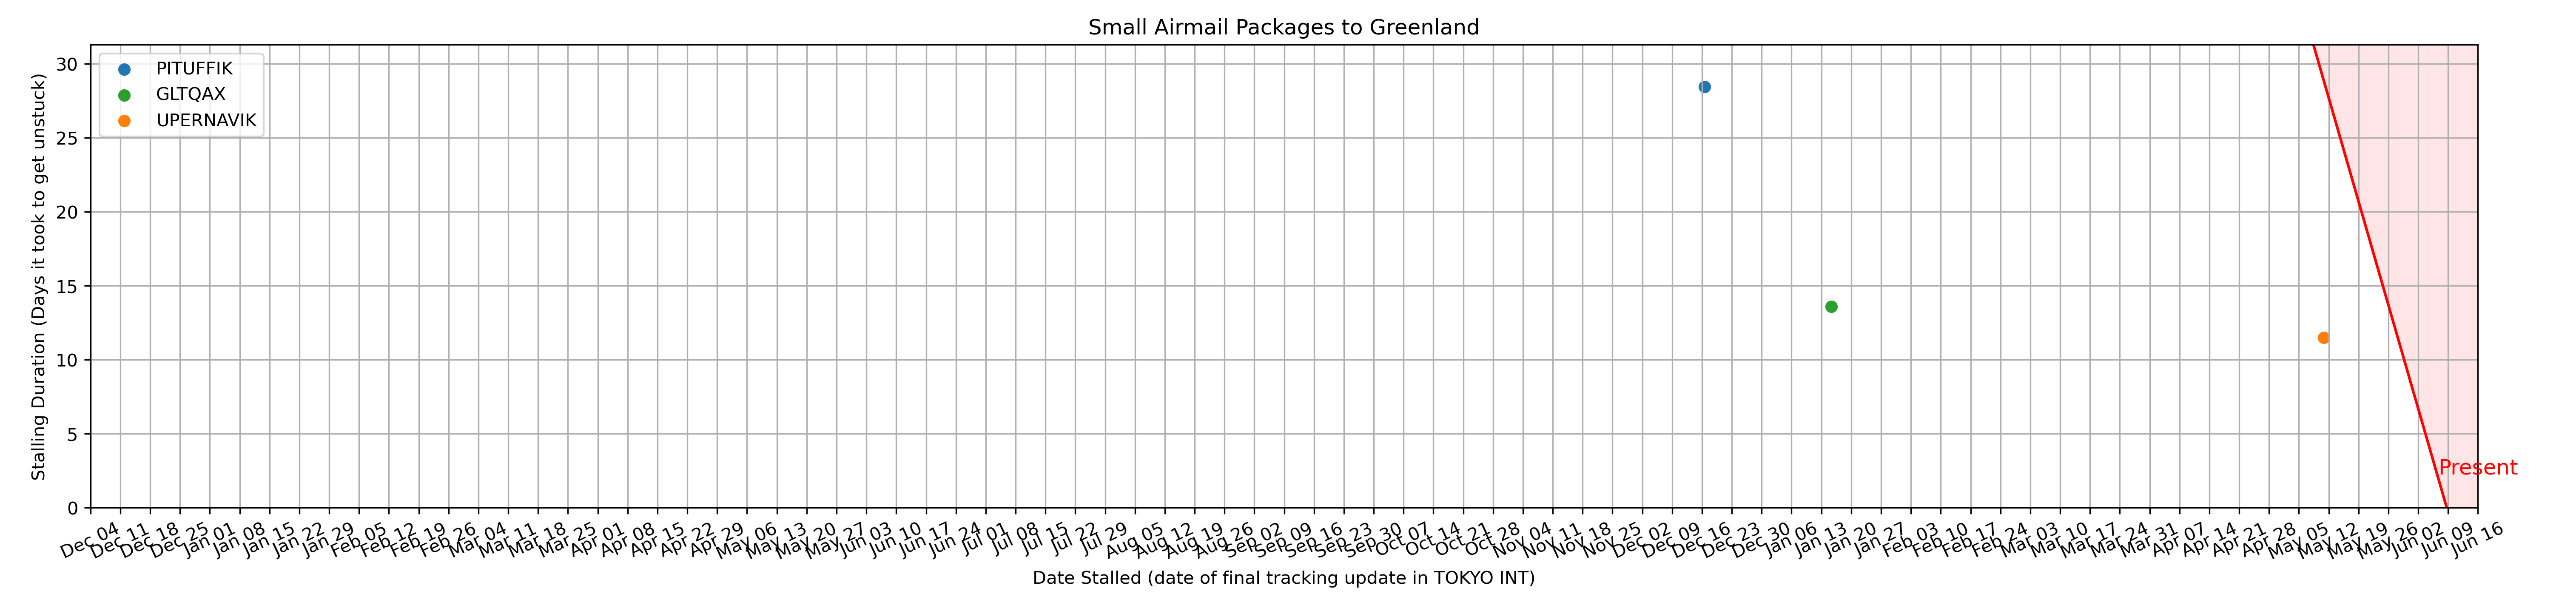 Small Airmail Packages to Greenland
Stalling Duration (Days it took to get unstuck)
30
25
20
15
10
5
0
PITUFFIK
GLTQAX
UPERNAVIK
Present
Dec 04 Dec 11 Dec 18 Dec 25 Jan 01 Jan 08 Jan 15 Jan 22 Jan 29 Feb 05 Feb 12 Feb 19 Feb 26 Mar 04 Mar 11 Mar 18 Mar 25 Apr 01 Apr 08 Apr 15 Apr 22 Apr 29 May 06 May 13 May 20 May 27 Jun 03 Jun 10 Jun 17 Jun 24 Jul 01 Jul 08 Jul 15 Jul 22 Jul 29 Aug 05 Aug 12 Aug 19 Aug 26 Sep 02 Sep 09 Sep 16 Sep 23 Sep 30 Oct 07 Oct 14 Oct 21 Oct 28 Nov 04 Nov 11 Nov 18 Nov 25 Dec 02 Dec 09 Dec 16 Dec 23 Dec 30 Jan 06 Jan 13 Jan 20 Jan 27 Feb 03 Feb 10 Feb 17 Feb 24 Mar 03 Mar 10 Mar 17 Mar 24 Mar 31 Apr 07 Apr 14 Apr 21 Apr 28 May 05 May 12 May 19 May 26 Jun 02 Jun 09 Jun 16
Date Stalled (date of final tracking update in TOKYO INT)